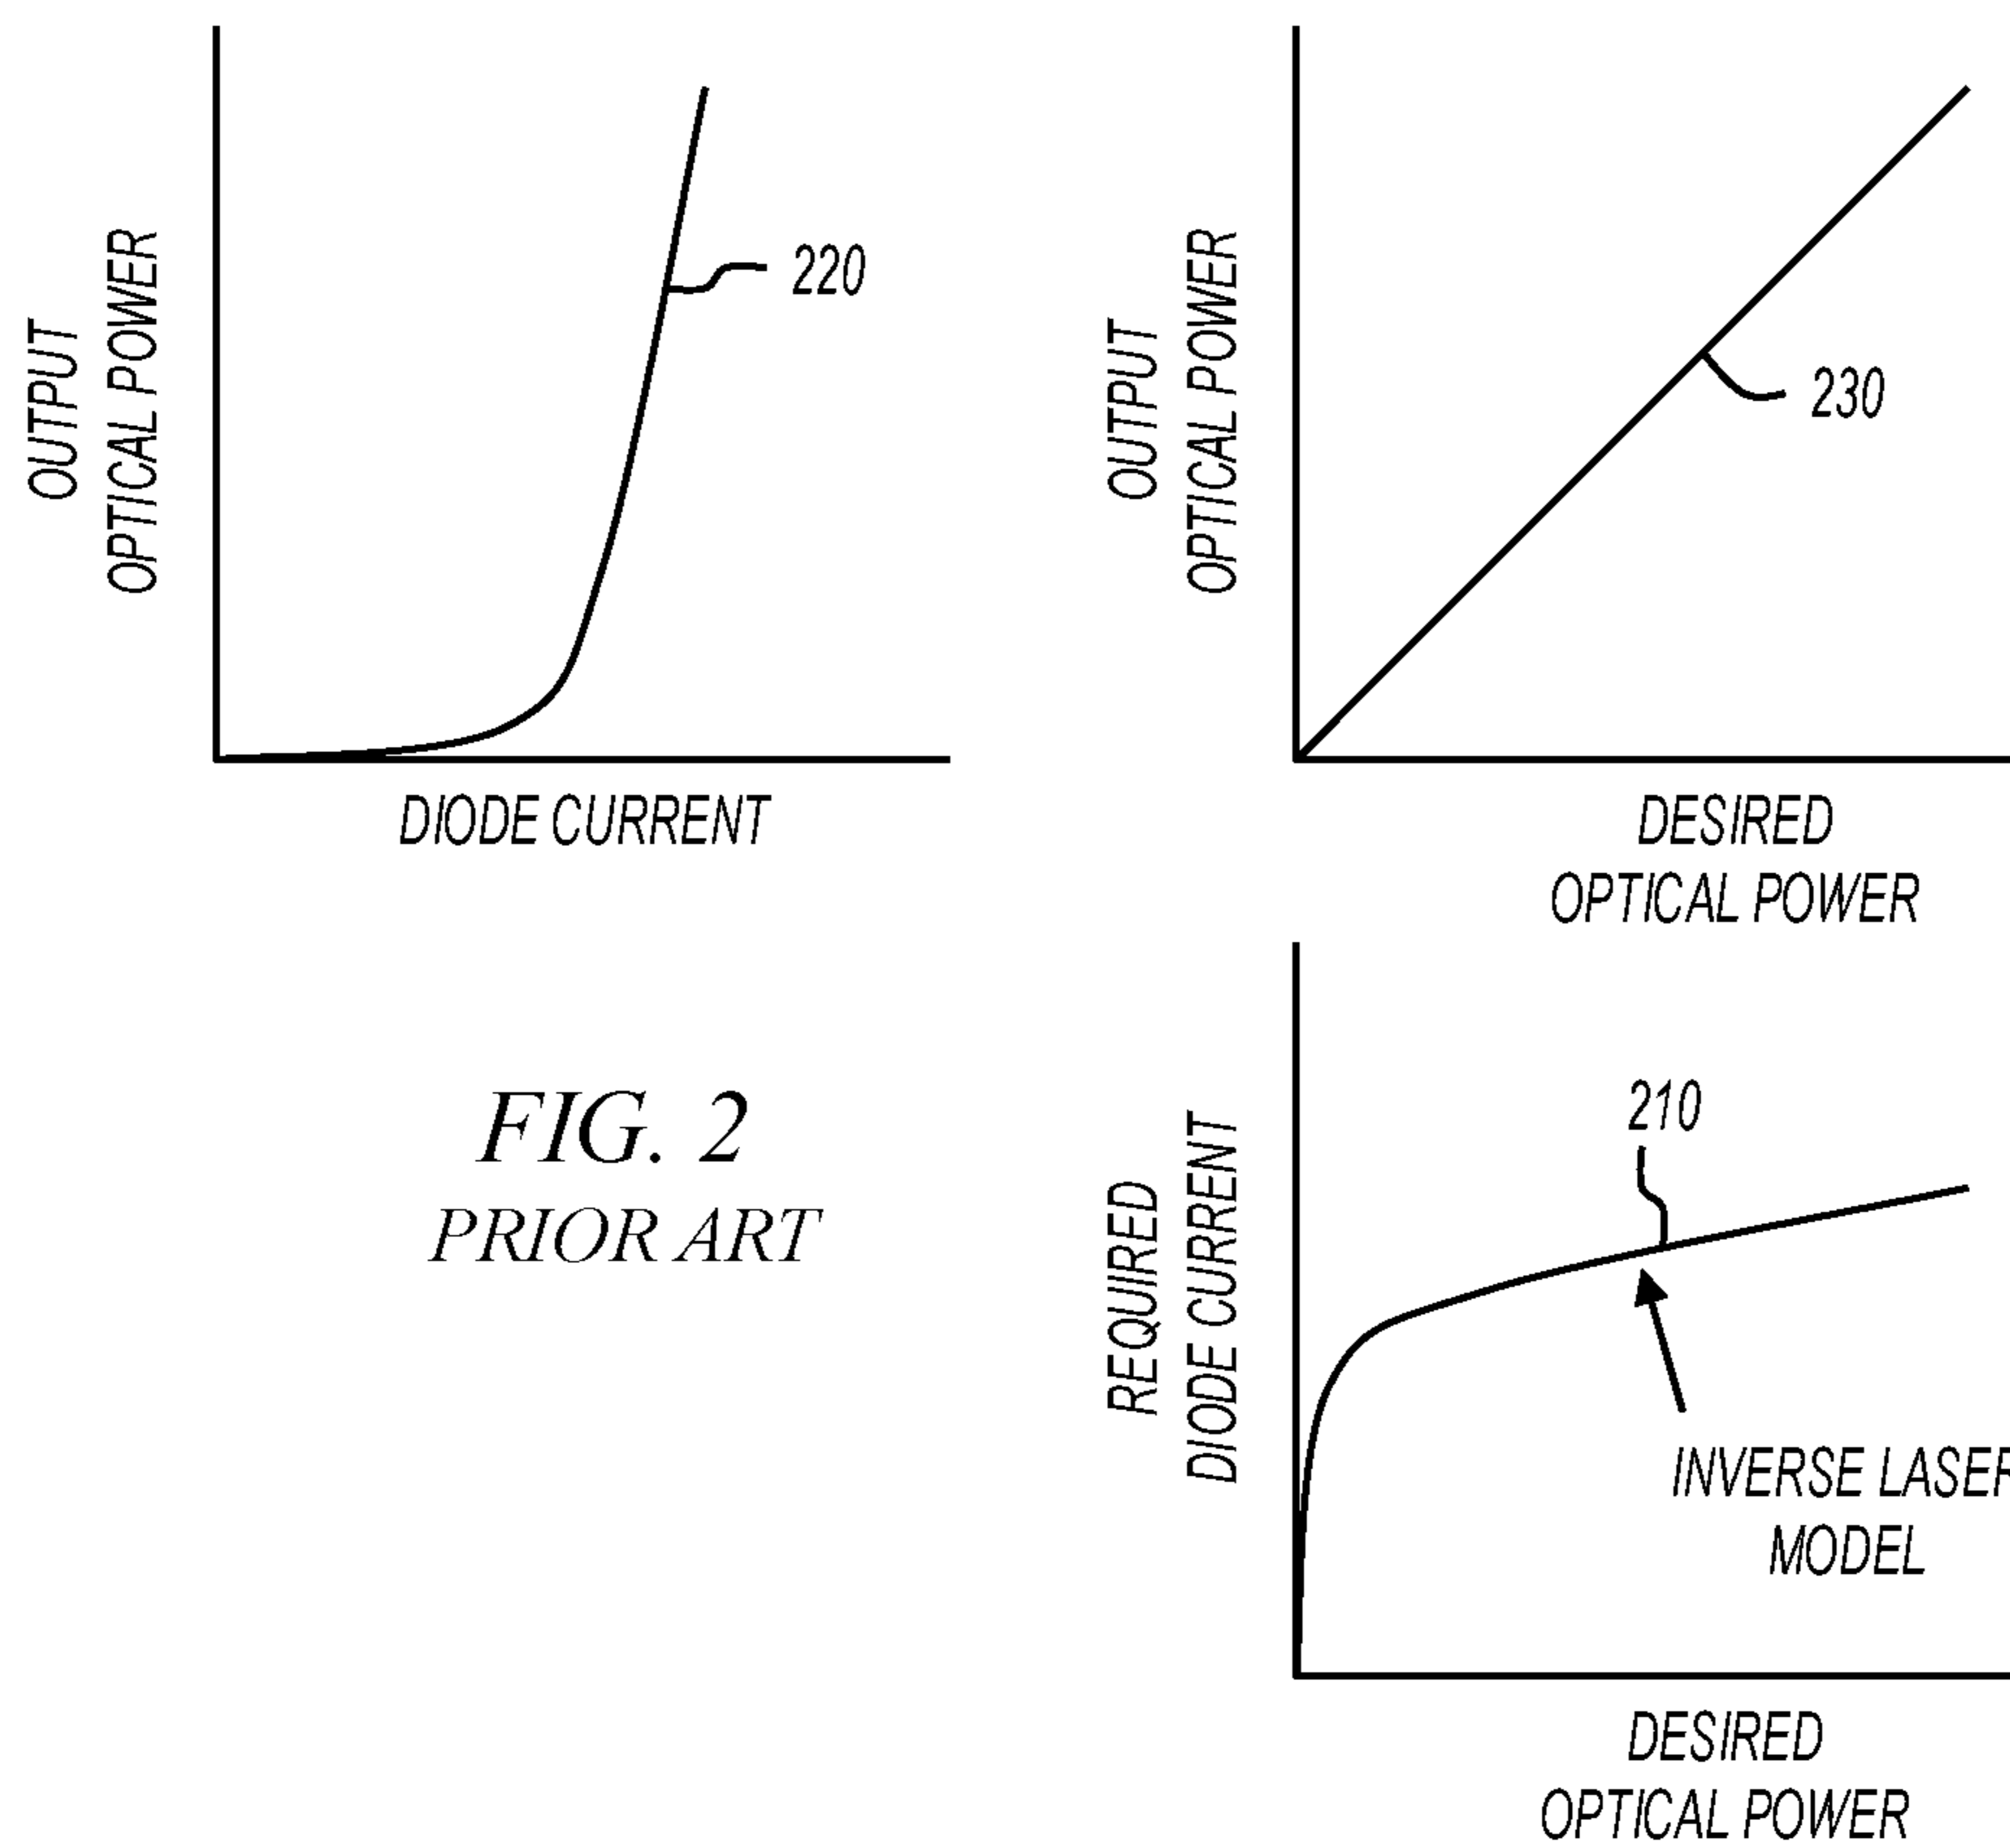 OUTPUT
OPTICAL POWER
220
DIODE CURRENT
OUTPUT
OPTICAL POWER
230
DESIRED
OPTICAL POWER
FIG. 2
PRIOR ART
REQUIRED
DIODE CURRENT
210
INVERSE LASER
MODEL
DESIRED
OPTICAL POWER